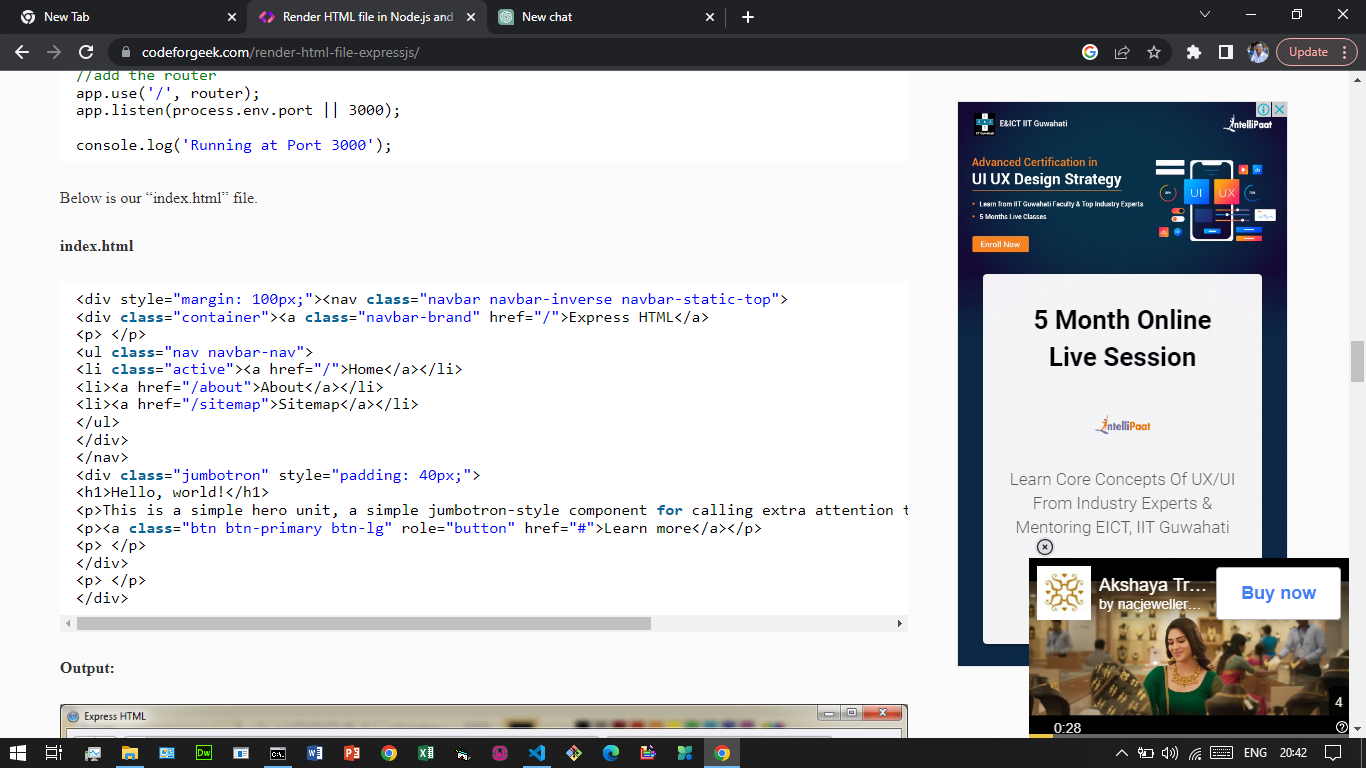 New Tab
Render HTML file in Node.js and
New chat
codeforgeek.com/render-html-file-expressjs/
Update
//add the router
app.use('/', router);
app.listen(process.env.port || 3000);
console.log('Running at Port 3000');
Below is our “index.html” file.
index.html
<div style="margin: 100px;"><nav class="navbar navbar-inverse navbar-static-top">
<div class="container"><a class="navbar-brand" href="/">Express HTML</a>
<p> </p>
<ul class="nav navbar-nav">
<li class="active"><a href="/">Home</a></li>
<li><a href="/about">About</a></li>
<li><a href="/sitemap">Sitemap</a></li>
</ul>
</div>
</nav>
<div class="jumbotron" style="padding: 40px;">
<h1>Hello, world!</h1>
<p>This is a simple hero unit, a simple jumbotron-style component for calling extra attention t
<p><a class="btn btn-primary btn-lg" role="button" href="#">Learn more</a></p>
<p> </p>
</div>
<p> </p>
</div>
Output:
Express HTML
E&ICT IIT Guwahati
IntelliPaat
Advanced Certification in
UI UX Design Strategy
• Learn from IIT Guwahati Faculty & Top Industry Experts
• 5 Months Live Classes
Enroll Now
UI UX
5 Month Online
Live Session
IntelliPaat
Learn Core Concepts Of UX/UI
From Industry Experts &
Mentoring EICT, IIT Guwahati
Akshaya Tr...
by nacjeweller...
Buy now
4
0:28
Dw
ENG
20:42